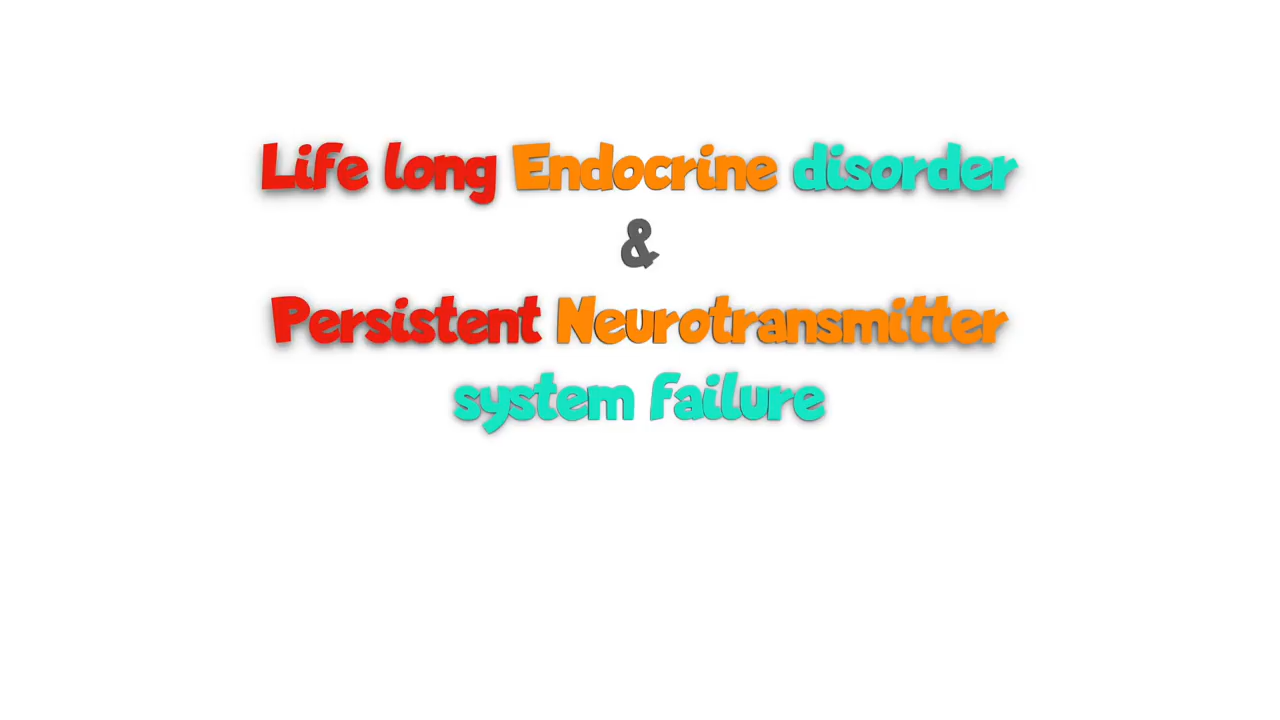 Life long Endocrine disorder
&
Persistent Neurotransmitter
system failure